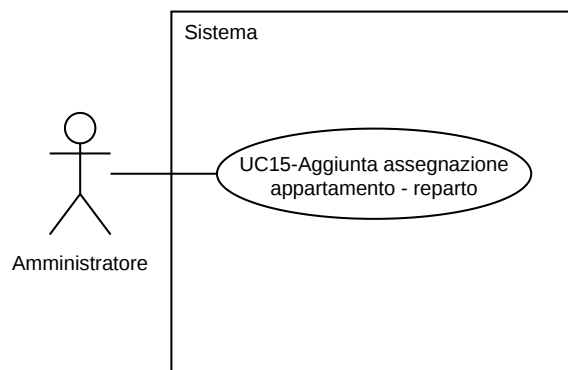 Sistema
UC15-Aggiunta assegnazione
appartamento - reparto
Amministratore